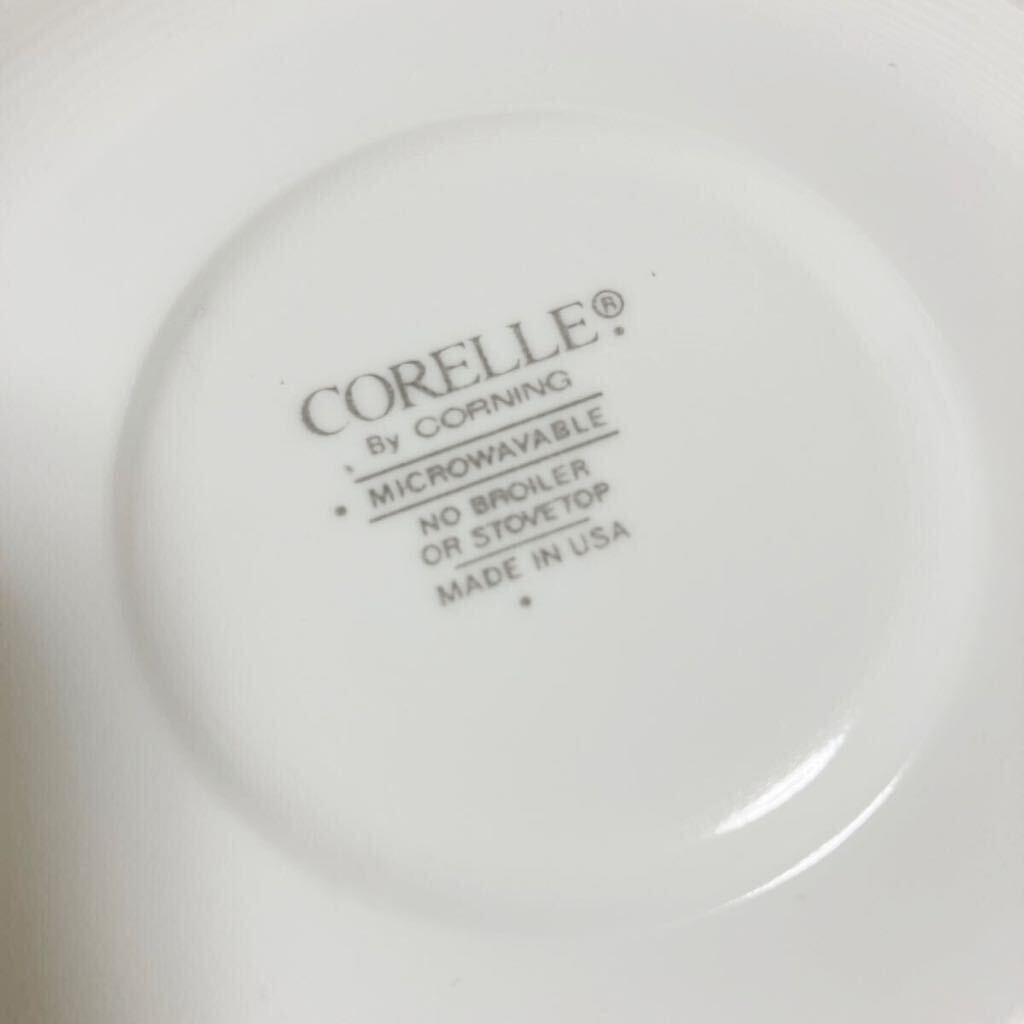 CORELLE®
By CORNING
MICROWAVABLE
NO BROILER
OR STOVETOP
MADE IN USA